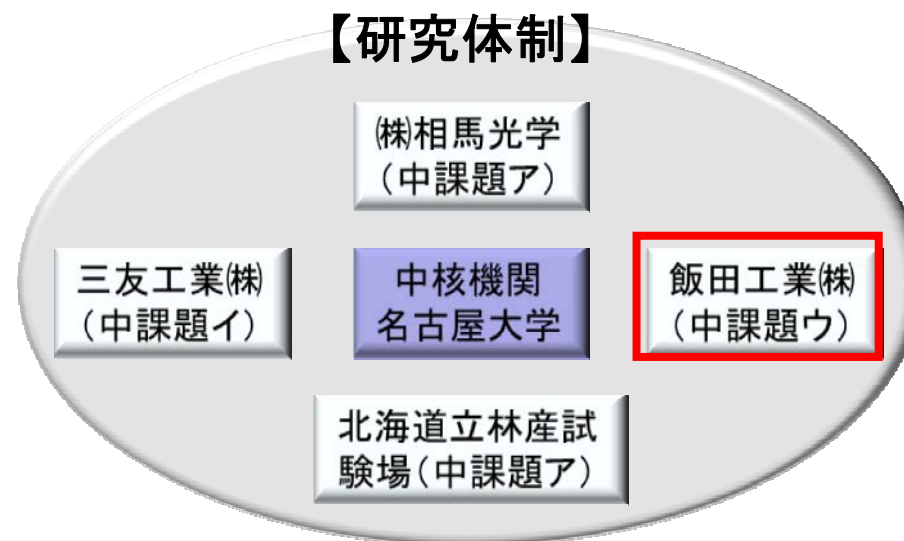 【研究体制】
㈱相馬光学
（中課題ア）
三友工業㈱
（中課題イ）
中核機関
名古屋大学
飯田工業㈱
（中課題ウ）
北海道立林産試
験場（中課題ア）